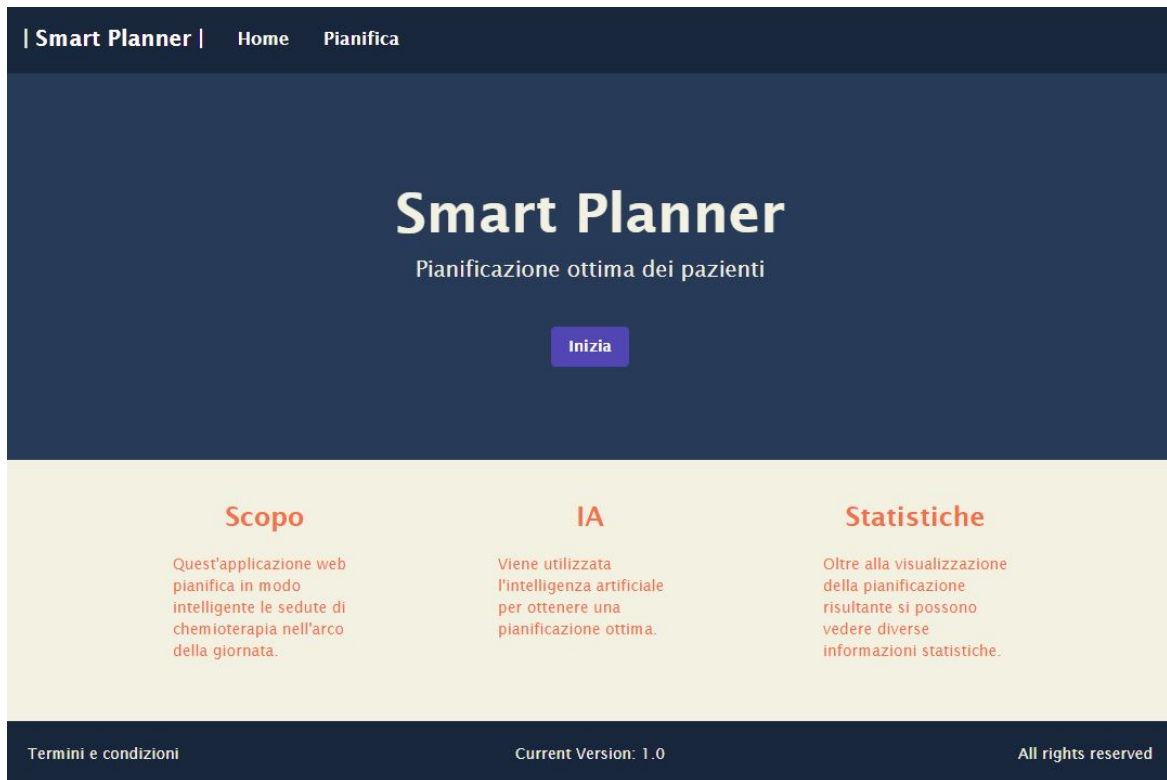 | Smart Planner | Home Pianifica
Smart Planner
Pianificazione ottima dei pazienti
Inizia
Scopo
Quest'applicazione web
pianifica in modo
intelligente le sedute di
chemioterapia nell'arco
della giornata.
IA
Viene utilizzata
l'intelligenza artificiale
per ottenere una
pianificazione ottima.
Statistiche
Oltre alla visualizzazione
della pianificazione
risultante si possono
vedere diverse
informazioni statistiche.
Termini e condizioni
Current Version: 1.0
All rights reserved